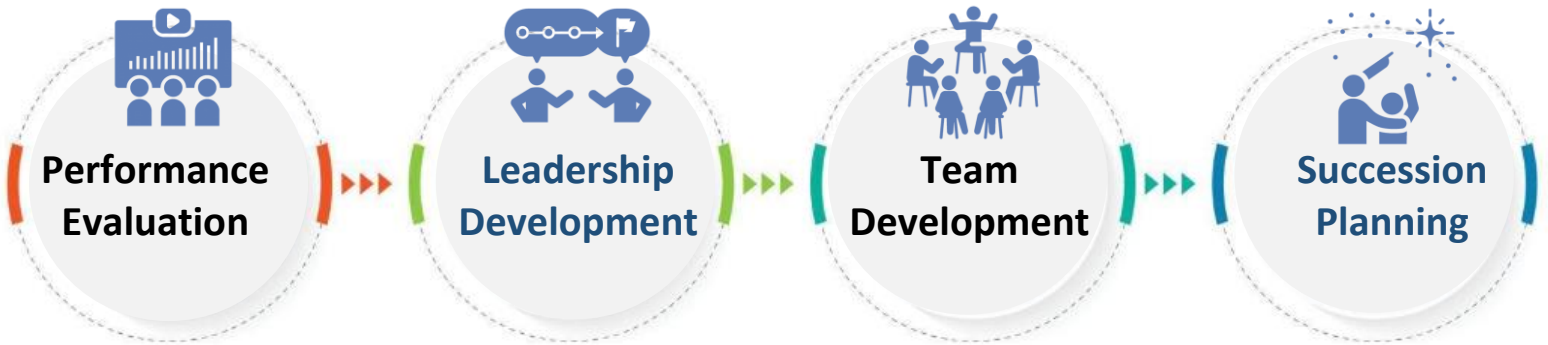 Performance
Evaluation
Leadership
Development
Team
Development
Succession
Planning